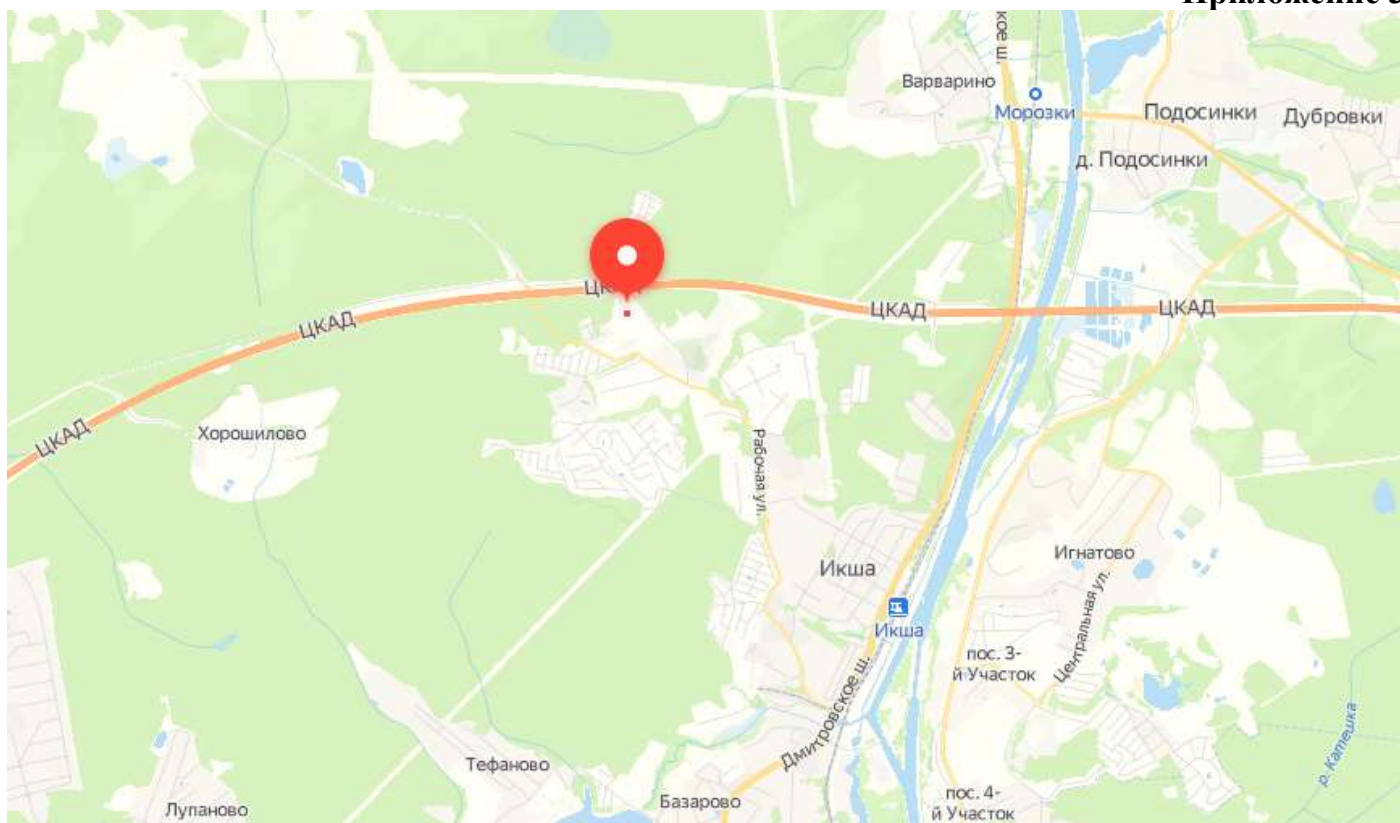 Приложение
кое ш.
Варварино
Морозки
Подосинки
Дубровки
д. Подосинки
ЦКАД
ЦКАД
ЦКАД
ЦКАД
Хорошилово
Рабочая ул.
Икша
Игнатово
Центральная ул.
Икша
пос. 3-
й Участок
Дмитровское ш.
р. Катешка
Тефаново
Базарово
пос. 4-
й Участок
Лупаново